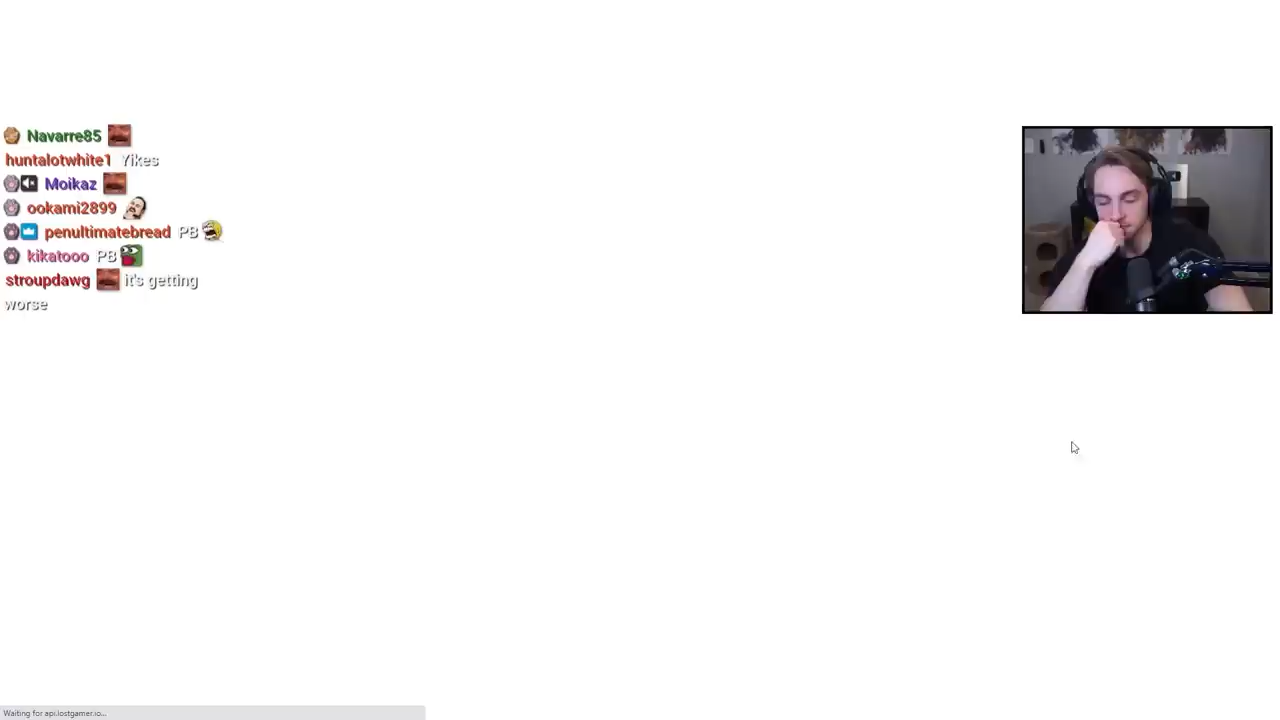 Navarre85
huntalotwhite1 Yikes
Moikaz
ookami2899
penultimatebread PB
kikatooo PB
stroupdawg it's getting
worse
Waiting for api.lostgamer.io...